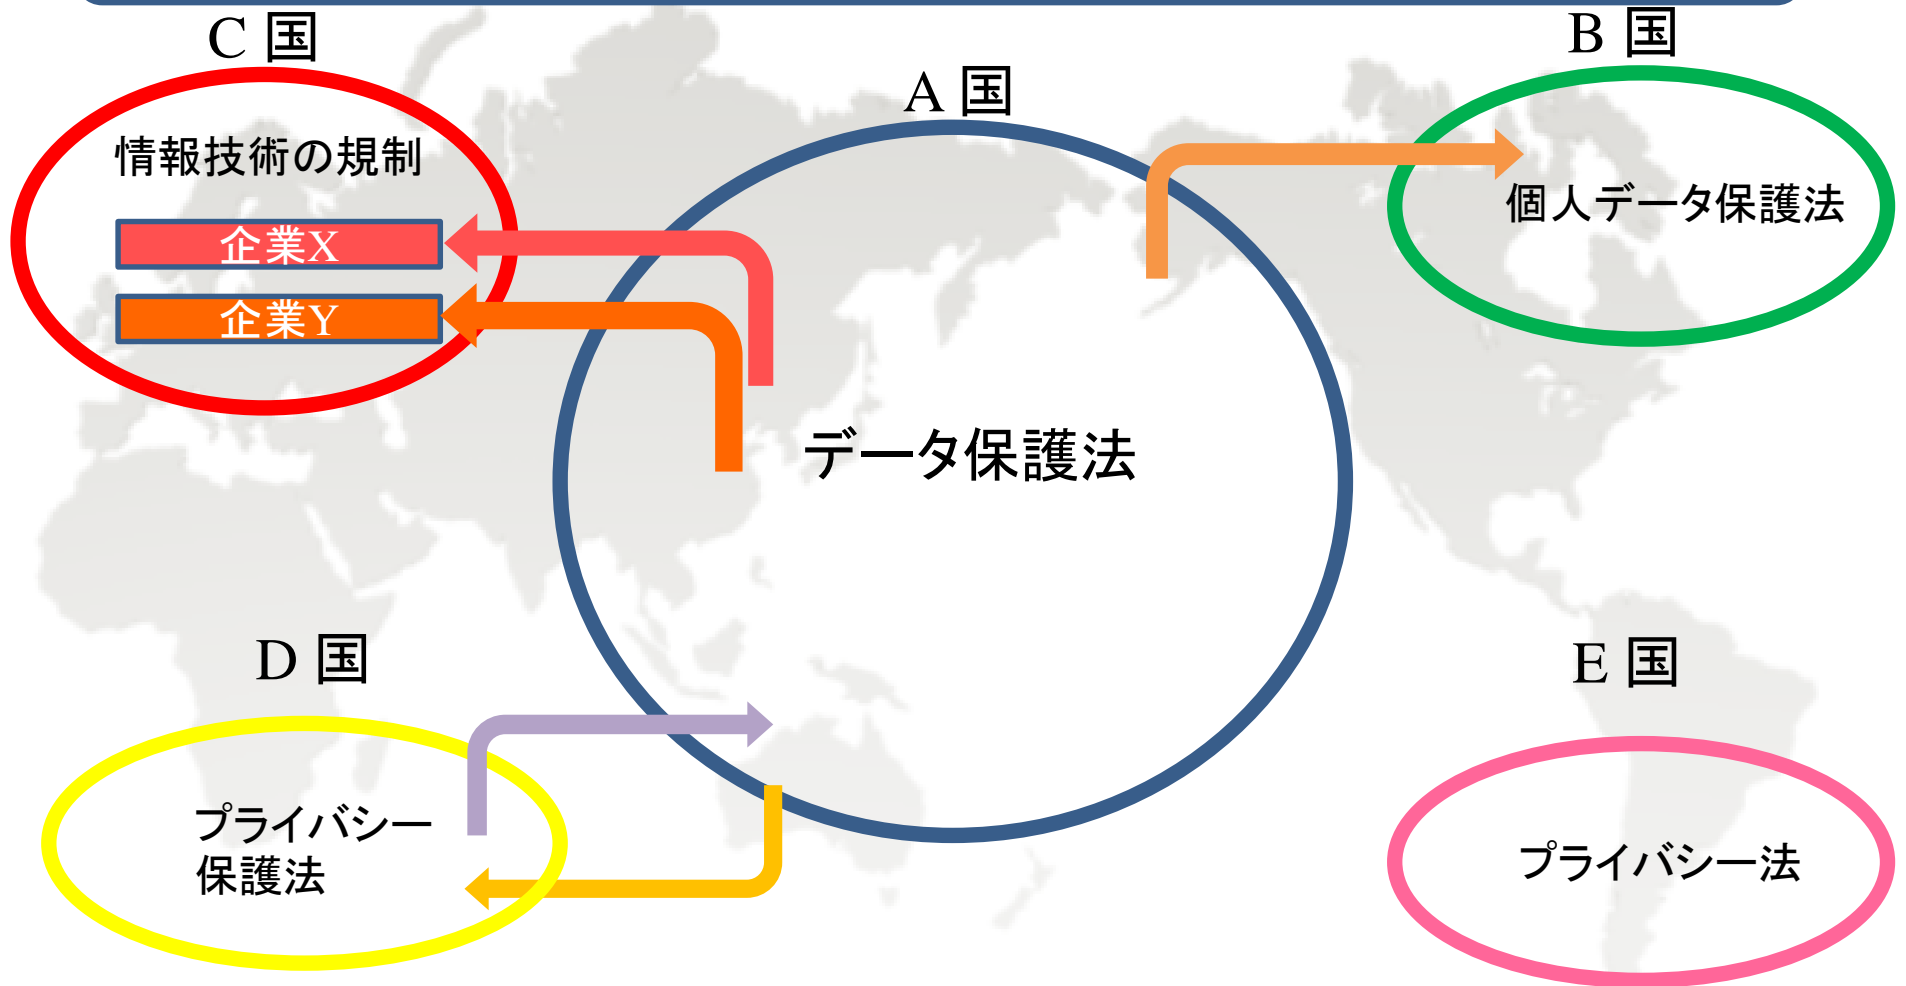 C 国
B 国
A 国
情報技術の規制
個人データ保護法
企業X
企業Y
データ保護法
D 国
E 国
プライバシー
保護法
プライバシー法